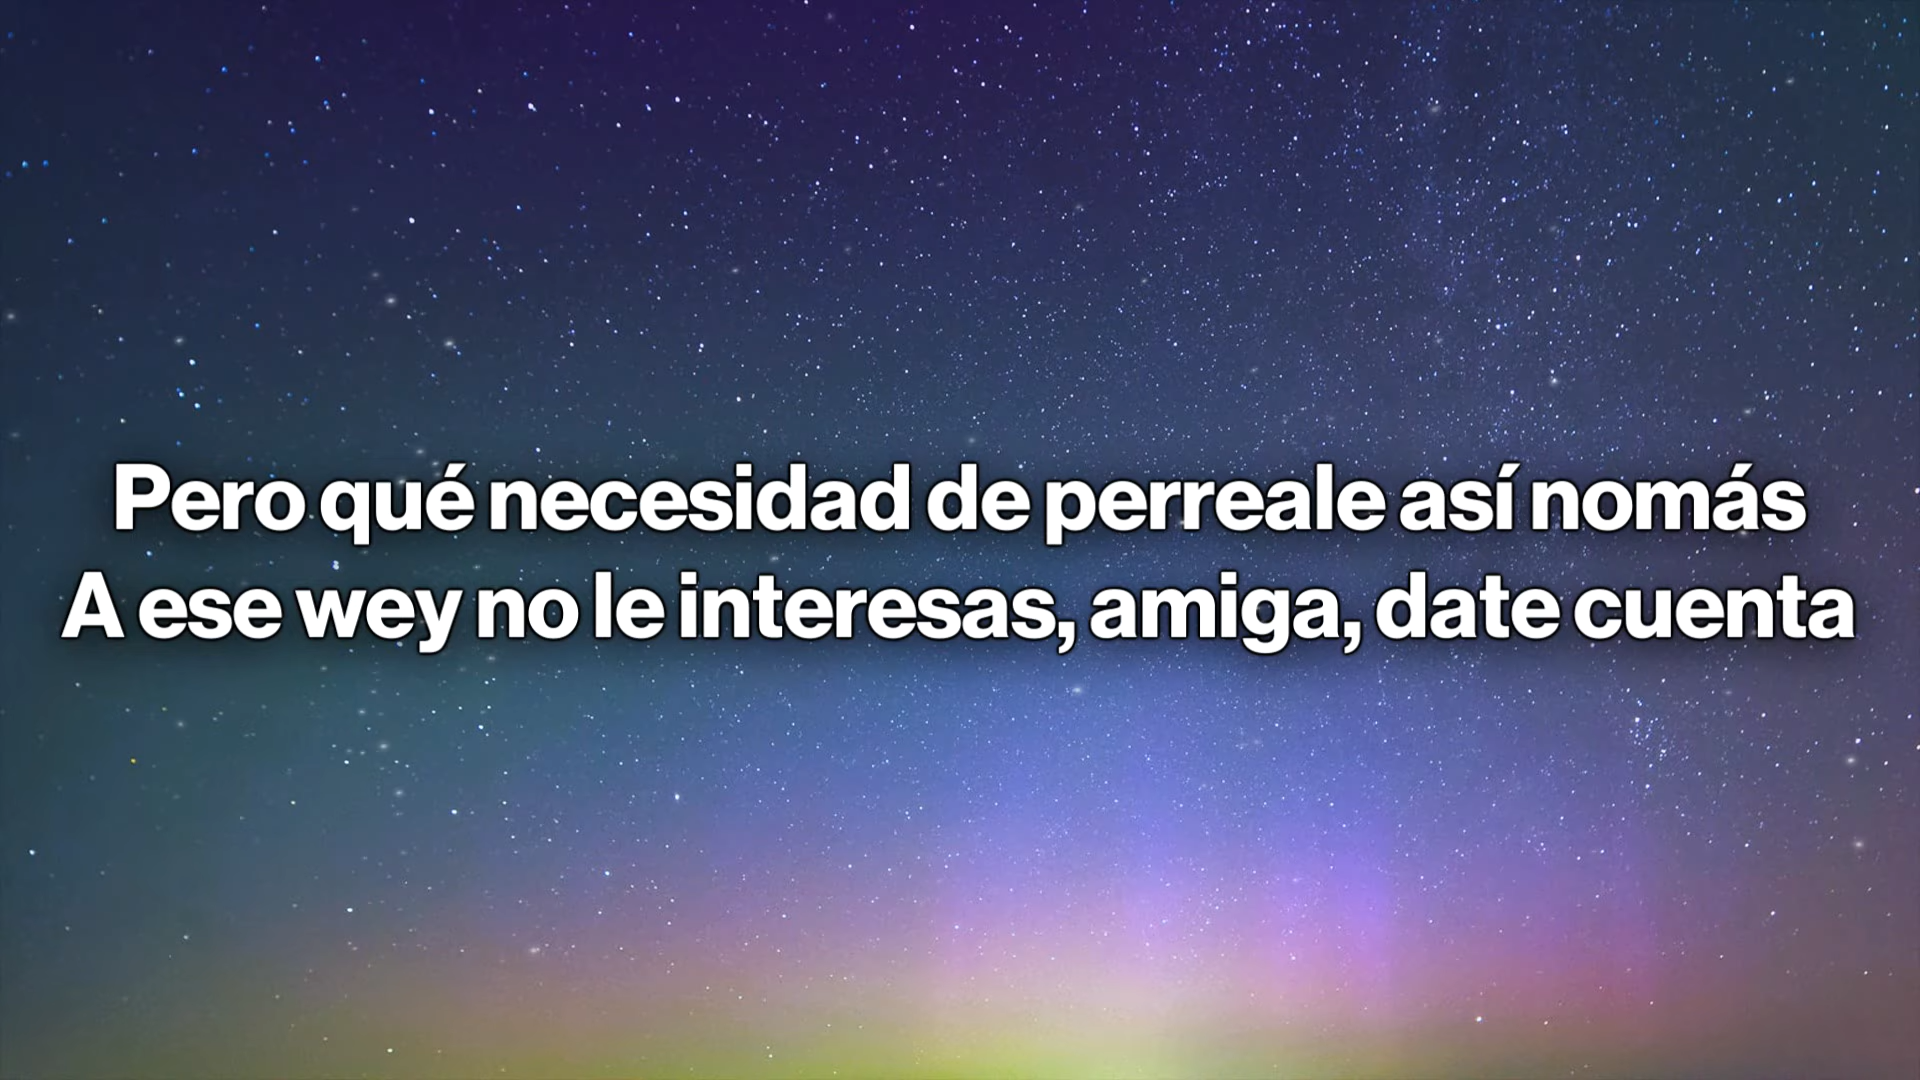 Pero qué necesidad de perreale así nomás
A ese wey no le interesas, amiga, date cuenta